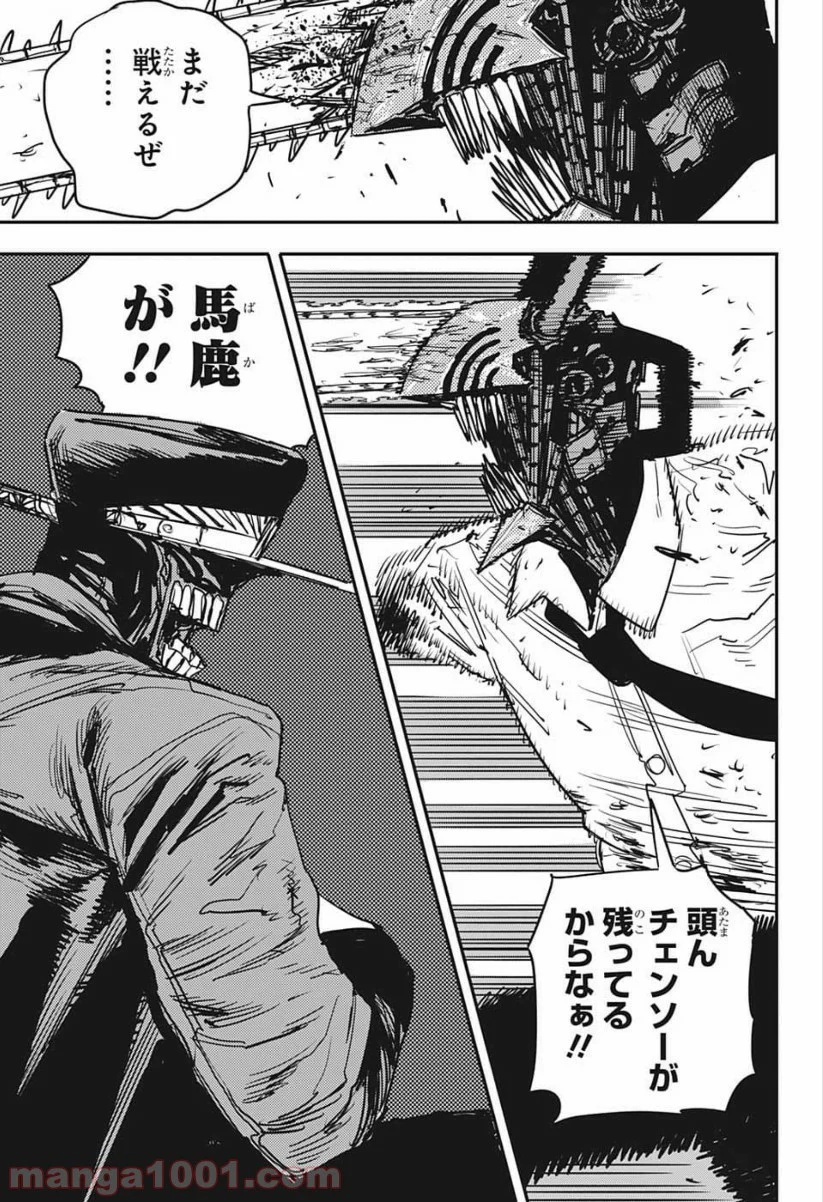 まだ
戦えるぜ
……
頭ん
チェンソーが
残ってる
からなぁ!!
馬鹿
が!!
manga1001.com